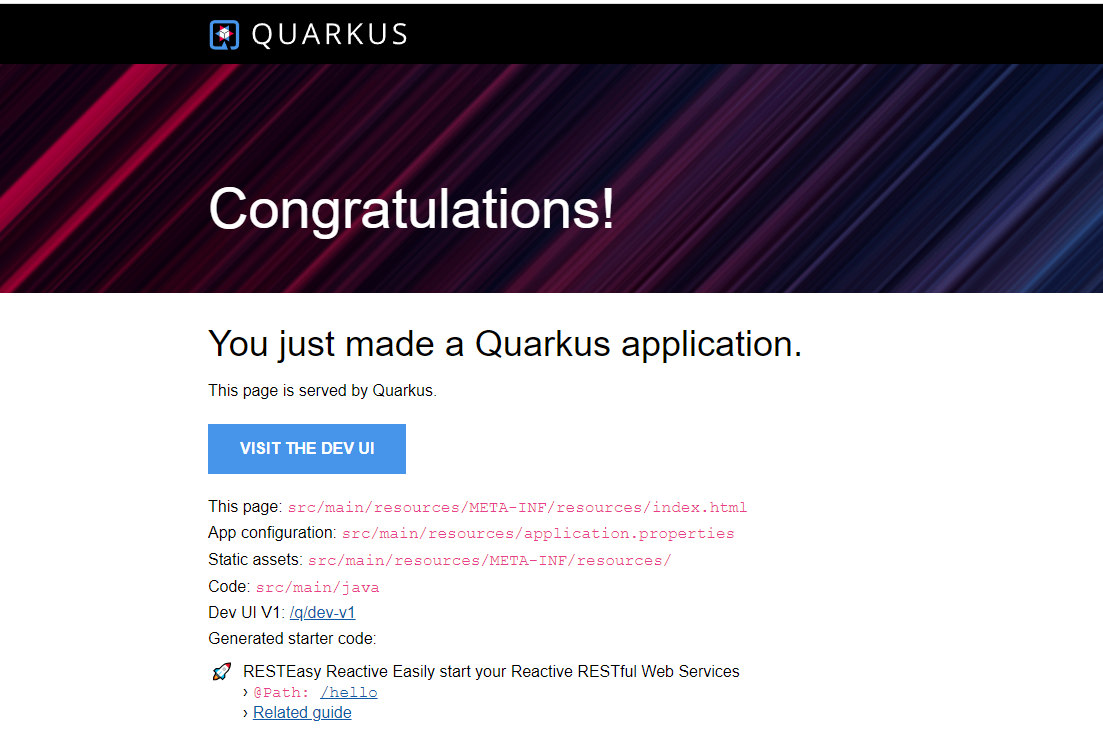 QUARKUS
Congratulations!
You just made a Quarkus application.
This page is served by Quarkus.
VISIT THE DEV UI
This page: src/main/resources/META-INF/resources/index.html
App configuration: src/main/resources/application.properties
Static assets: src/main/resources/META-INF/resources/
Code: src/main/java
Dev UI V1: /q/dev-v1
Generated starter code:
RESTEasy Reactive Easily start your Reactive RESTful Web Services
› @Path: /hello
› Related guide